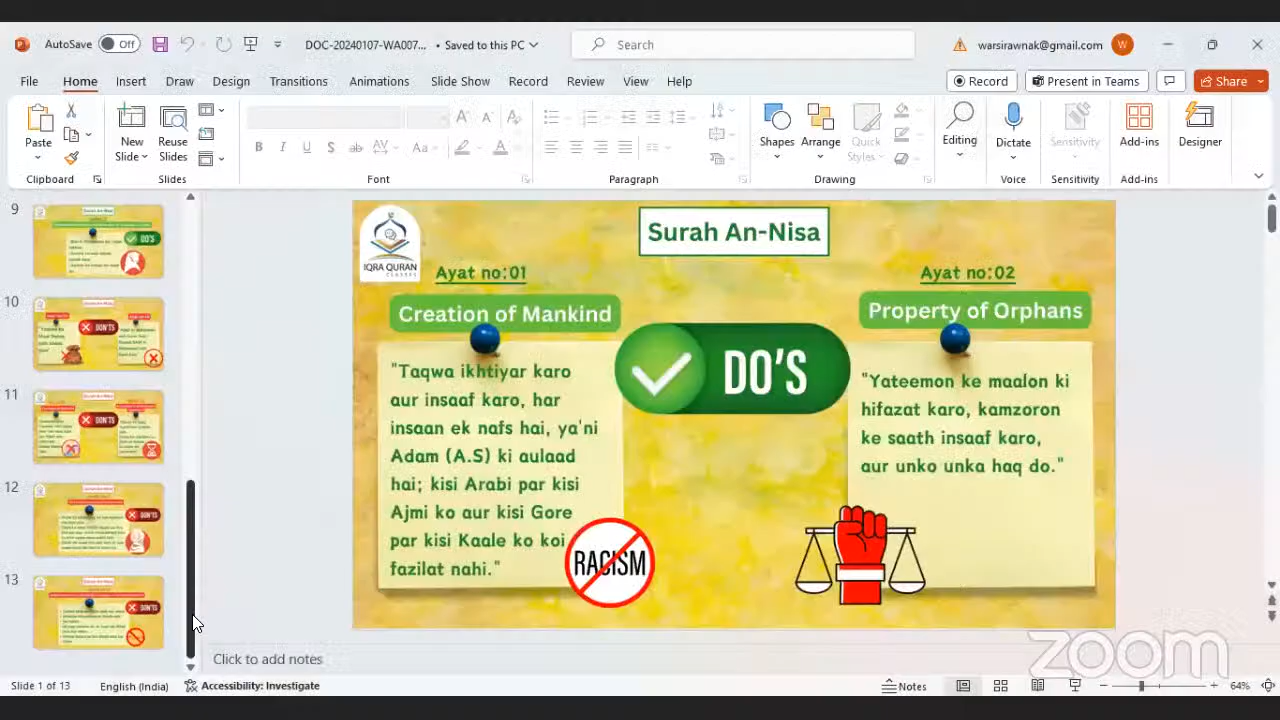 AutoSave Off DOC-20240107-WA007... • Saved to this PC Search warsirawnak@gmail.com W
File Home Insert Draw Design Transitions Animations Slide Show Record Review View Help Record Present in Teams Share
Paste New Slide Reuse Slides Shapes Arrange Quick Styles Editing Dictate Sensitivity Add-ins Designer
Clipboard Slides Font Paragraph Drawing Voice Sensitivity Add-ins
9
10
11
12
13
IQRA QURAN
CLASSES
Surah An-Nisa
Ayat no:01
Creation of Mankind
"Taqwa ikhtiyar karo
aur insaaf karo, har
insaan ek nafs hai, ya'ni
Adam (A.S) ki aulaad
hai; kisi Arabi par kisi
Ajmi ko aur kisi Gore
par kisi Kaale ko koi
fazilat nahi."
RACISM
DO'S
Ayat no:02
Property of Orphans
"Yateemon ke maalon ki
hifazat karo, kamzoron
ke saath insaaf karo,
aur unko unka haq do."
zoom
Click to add notes
Slide 1 of 13 English (India) Accessibility: Investigate Notes 64%